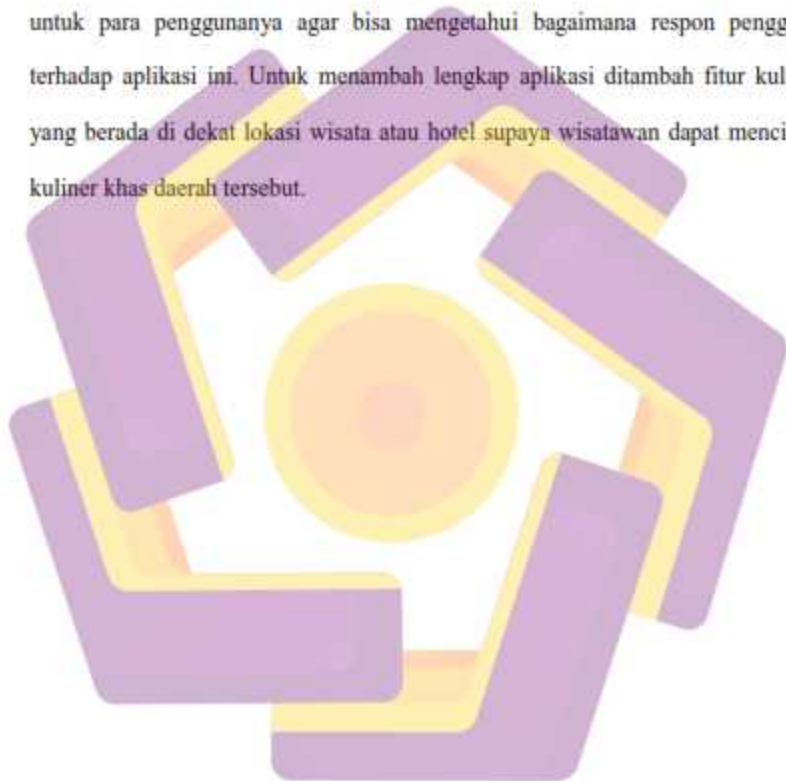 untuk para penggunanya agar bisa mengetahui bagaimana respon pengg
terhadap aplikasi ini. Untuk menambah lengkap aplikasi ditambah fitur kul
yang berada di dekat lokasi wisata atau hotel supaya wisatawan dapat menci
kuliner khas daerah tersebut.